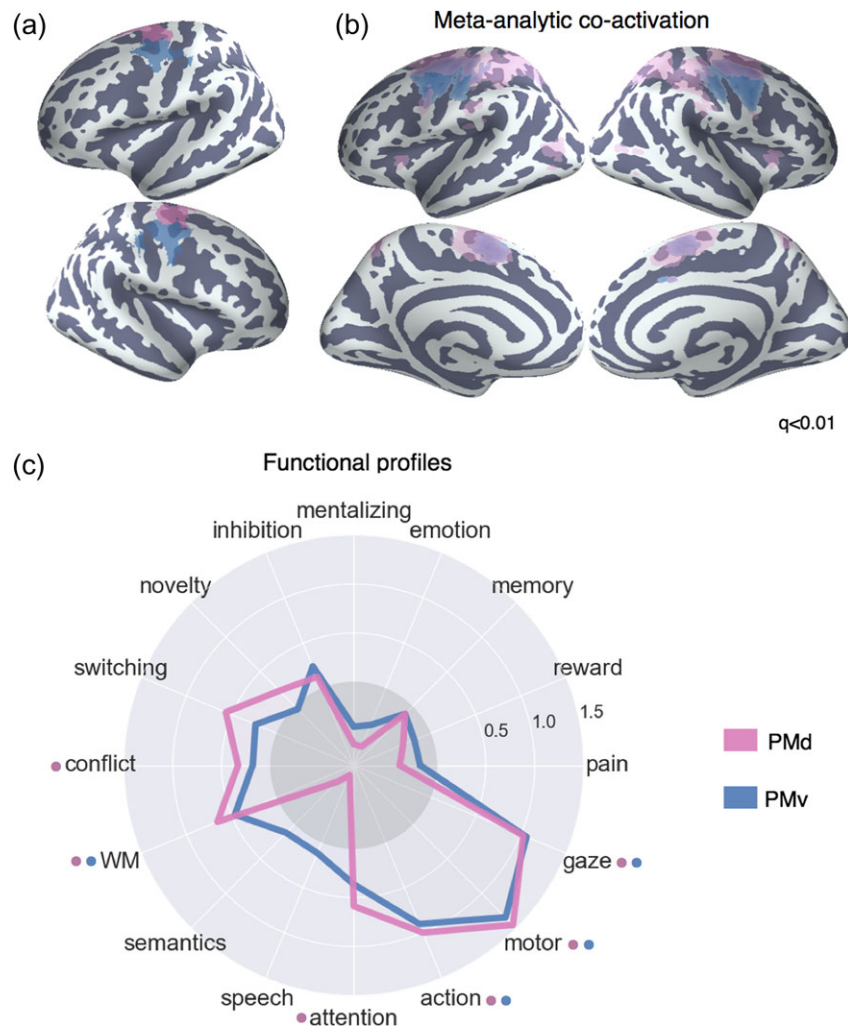 (a)
(b)
Meta-analytic co-activation
q<0.01
(c)
Functional profiles
mentalizing
inhibition
emotion
novelty
memory
switching
reward
0.5
1.0
1.5
conflict
pain
PMd
PMv
WM
gaze
semantics
motor
speech
action
attention